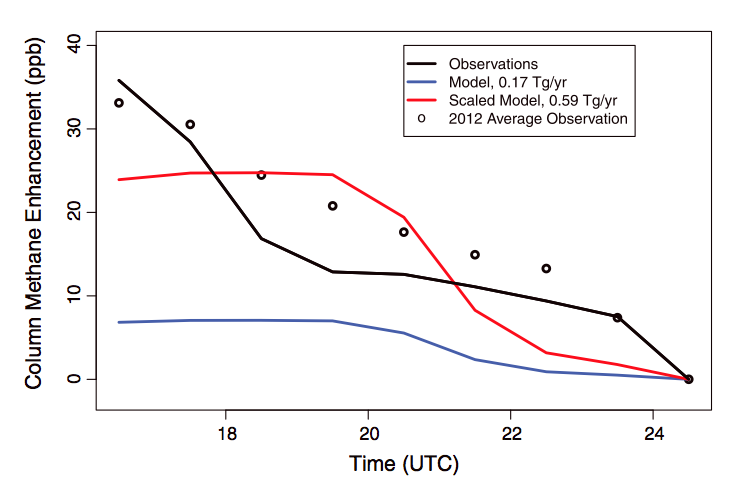 Column Methane Enhancement (ppb)
40
30
20
10
0
Observations
Model, 0.17 Tg/yr
Scaled Model, 0.59 Tg/yr
2012 Average Observation
18 20 22 24
Time (UTC)